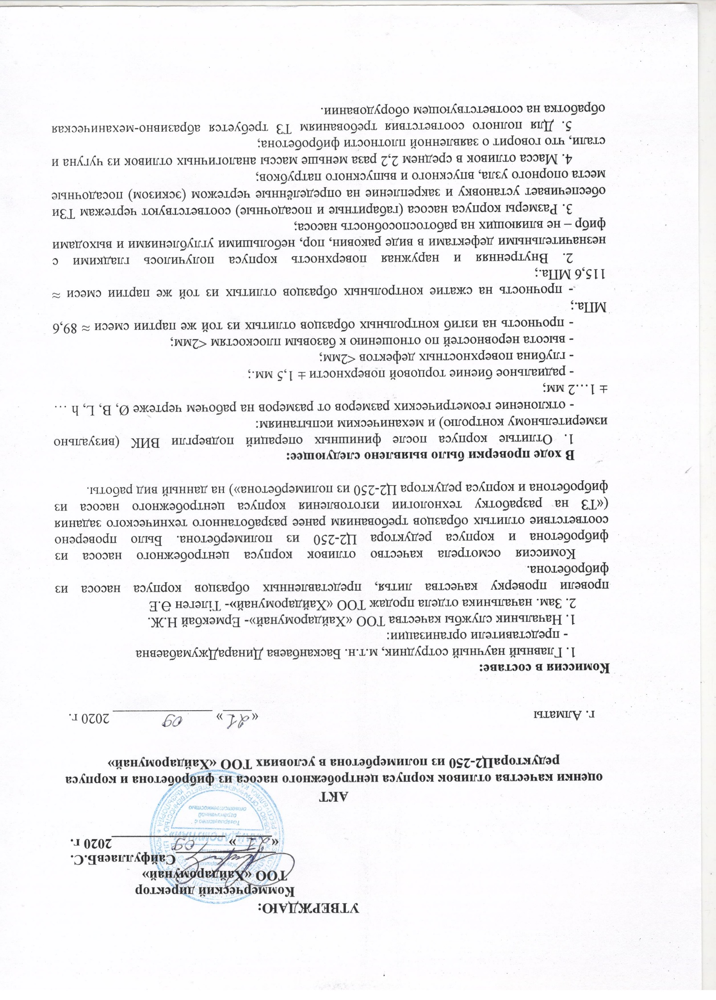 УТВЕРЖДАЮ:
Коммерческий директор
ТОО «Хайдаромунай»
СайфуллаевБ.С.
«21» 09 2020 г.
АКТ
оценки качества отливок корпуса центробежного насоса из фибробетона и корпуса
редуктораЦ2-250 из полимербетона в условиях ТОО «Хайдаромунай»
г. Алматы «21» 09 2020 г.
Комиссия в составе:
1. Главный научный сотрудник, м.т.н. Басканбаева ДинараДжумабаевна
- представители организации:
1. Начальник службы качества ТОО «Хайдаромунай»- Ермекбай Н.Ж.
2. Зам. начальника отдела продаж ТОО «Хайдаромунай»- Тілеген Ә.Е
провели проверку качества литья, представленных образцов корпуса насоса из
фибробетона.
Комиссия осмотрела качество отливок корпуса центробежного насоса из
фибробетона и корпуса редуктора Ц2-250 из полимербетона. Было проверено
соответствие отлитых образцов требованиям ранее разработанного технического задания
(«ТЗ на разработку технологии изготовления корпуса центробежного насоса из
фибробетона и корпуса редуктора Ц2-250 из полимербетона») на данный вид работы.
В ходе проверки было выявлено следующее:
1. Отлитые корпуса после финишных операций подвергли ВИК (визуально
измерительному контролю) и механическим испытаниям:
- отклонение геометрических размеров от размеров на рабочем чертеже Ø, B, L, h …
± 1…2 мм;
- радиальное биение торцовой поверхности ± 1,5 мм.;
- глубина поверхностных дефектов <2мм;
- высота неровностей по отношению к базовым плоскостям <2мм;
- прочность на изгиб контрольных образцов отлитых из той же партии смеси ≈ 89,6
МПа.;
- прочность на сжатие контрольных образцов отлитых из той же партии смеси ≈
115,6 МПа.;
2. Внутренняя и наружная поверхность корпуса получилось гладкими с
незначительными дефектами в виде раковин, пор, небольшими углублениями и выходами
фибр – не влияющих на работоспособность насоса;
3. Размеры корпуса насоса (габаритные и посадочные) соответствуют чертежам ТЗи
обеспечивает установку и закрепление на определённые чертежом (эскизом) посадочные
места опорного узла, впускного и выпускного патрубков;
4. Масса отливок в среднем 2,2 раза меньше массы аналогичных отливок из чугуна и
стали, что говорит о заявленной плотности фибробетона;
5. Для полного соответствия требованиям ТЗ требуется абразивно-механическая
обработка на соответствующем оборудовании.